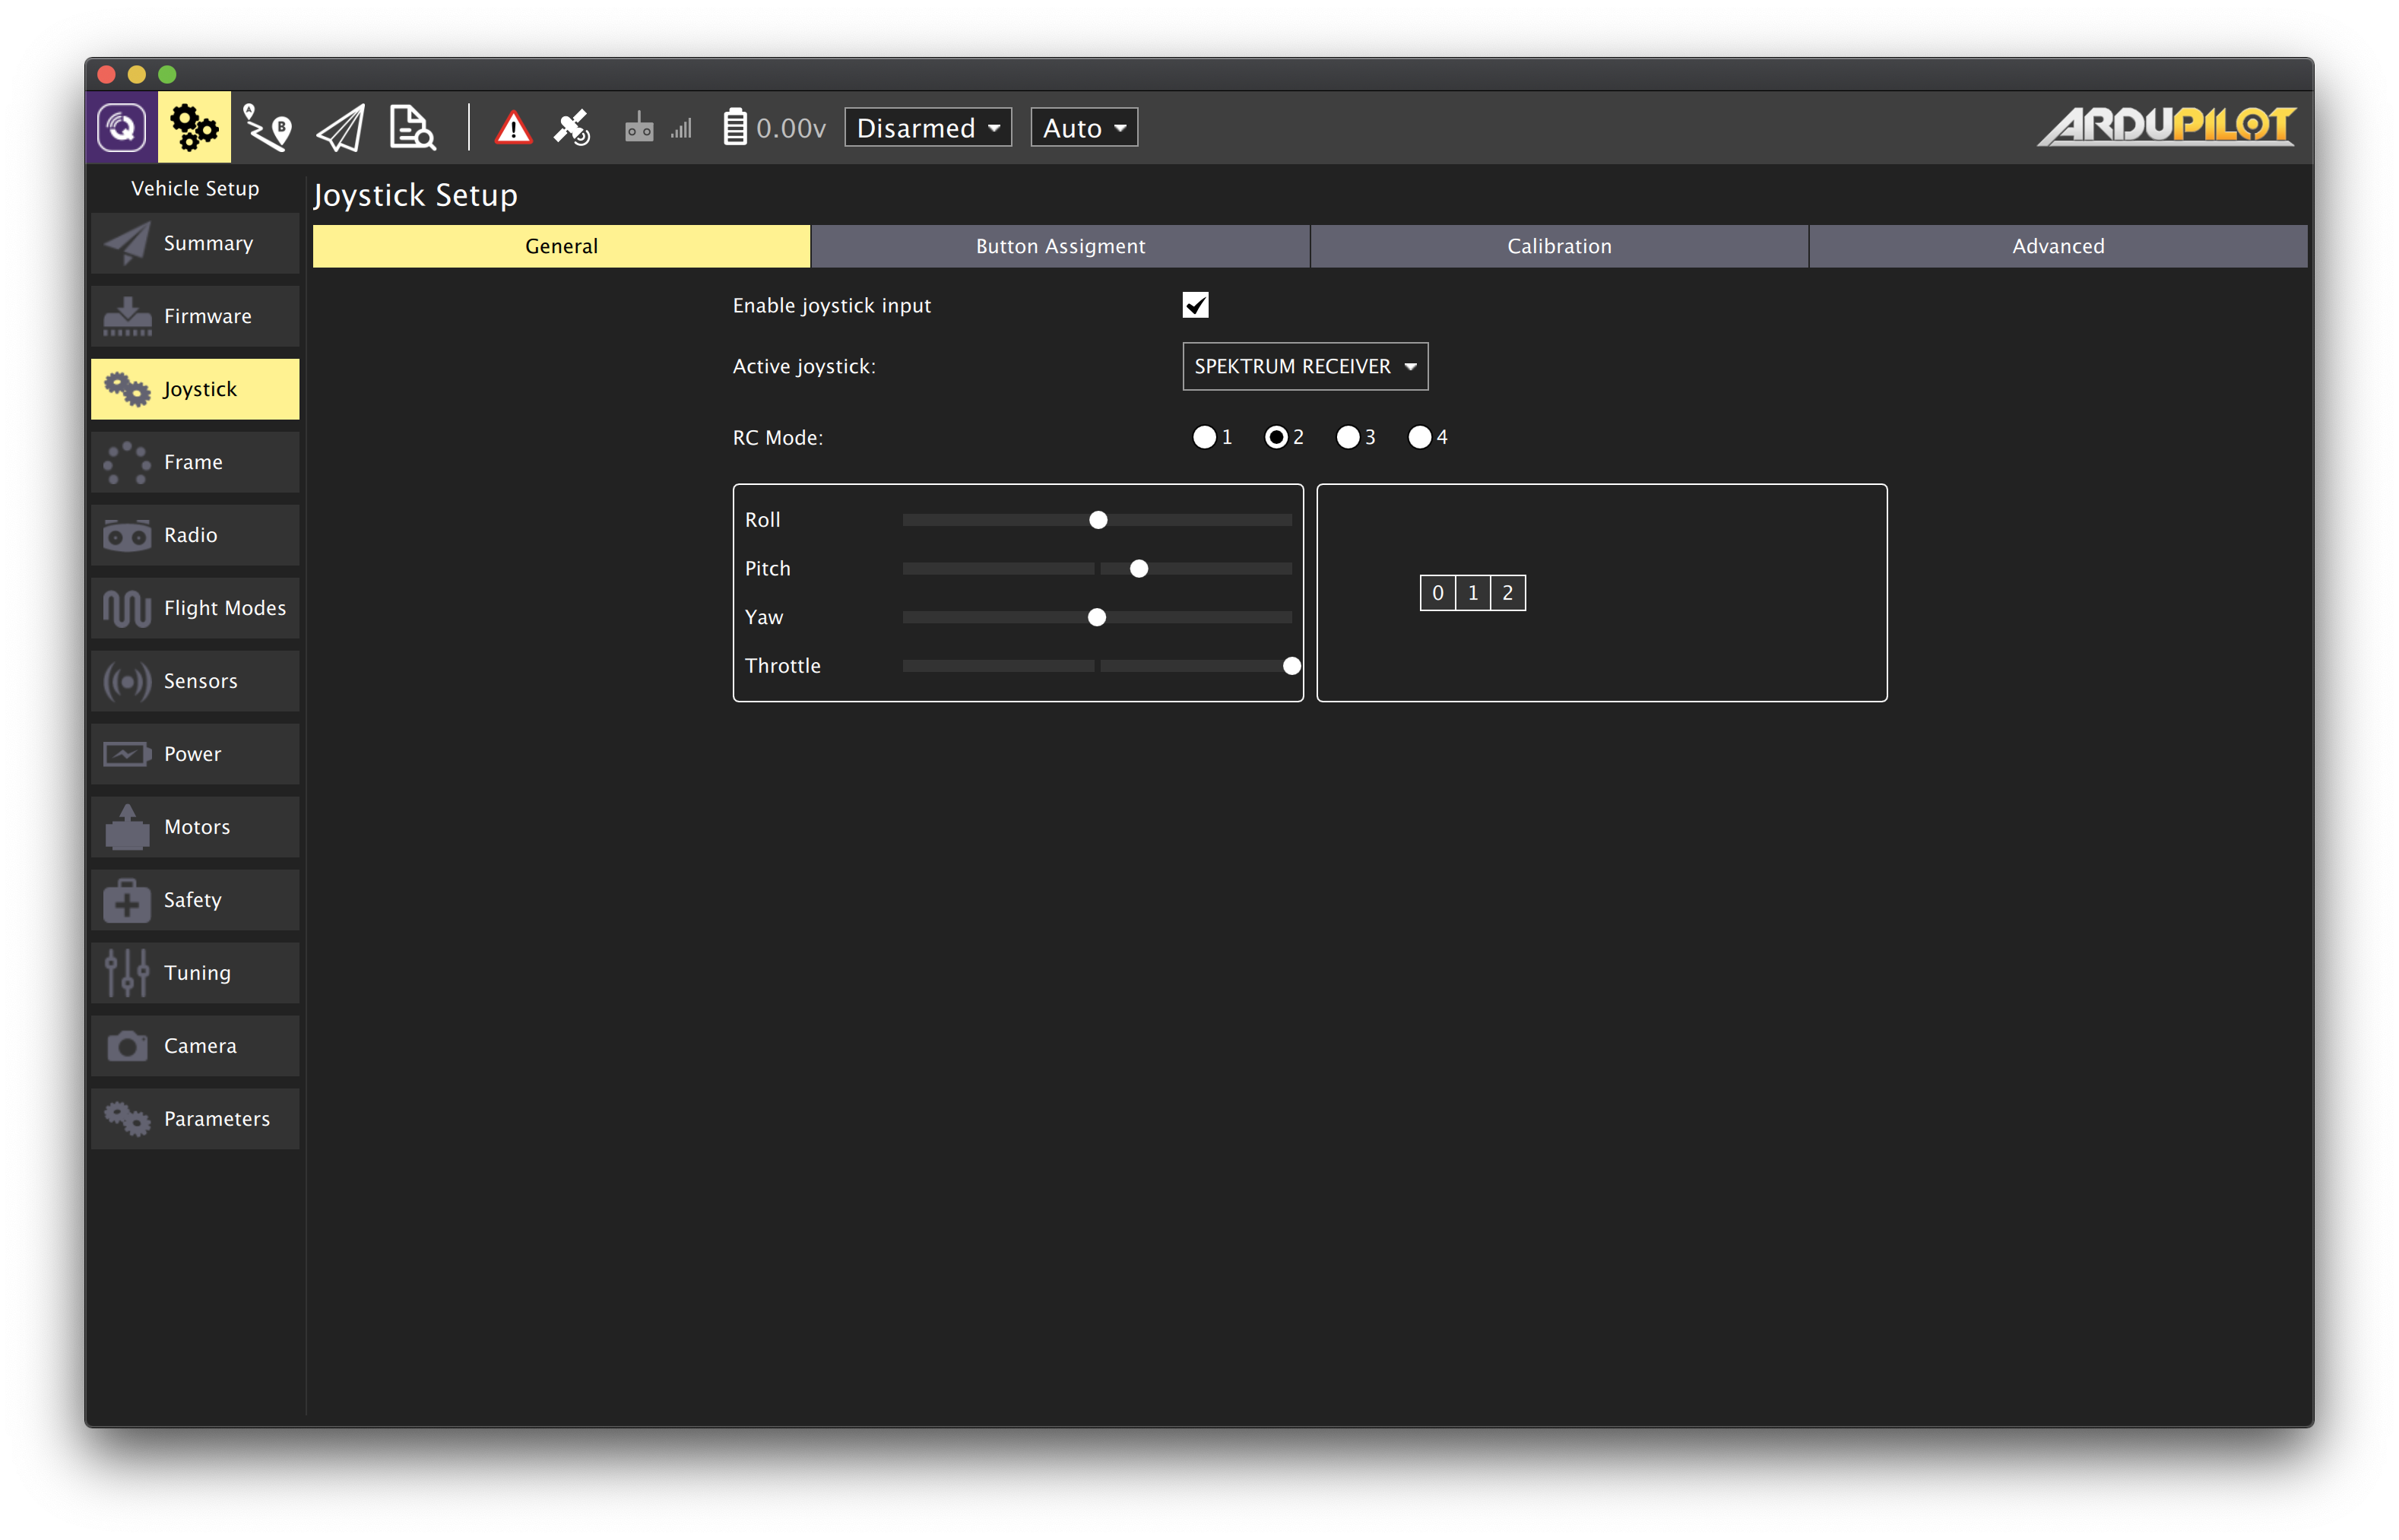 0.00v Disarmed Auto ARDUPILOT
Vehicle Setup
Joystick Setup
General Button Assigment Calibration Advanced
Summary
Firmware
Joystick
Frame
Radio
Flight Modes
Sensors
Power
Motors
Safety
Tuning
Camera
Parameters
Enable joystick input
Active joystick: SPEKTRUM RECEIVER
RC Mode: 1 2 3 4
Roll
Pitch
Yaw
Throttle
0 1 2